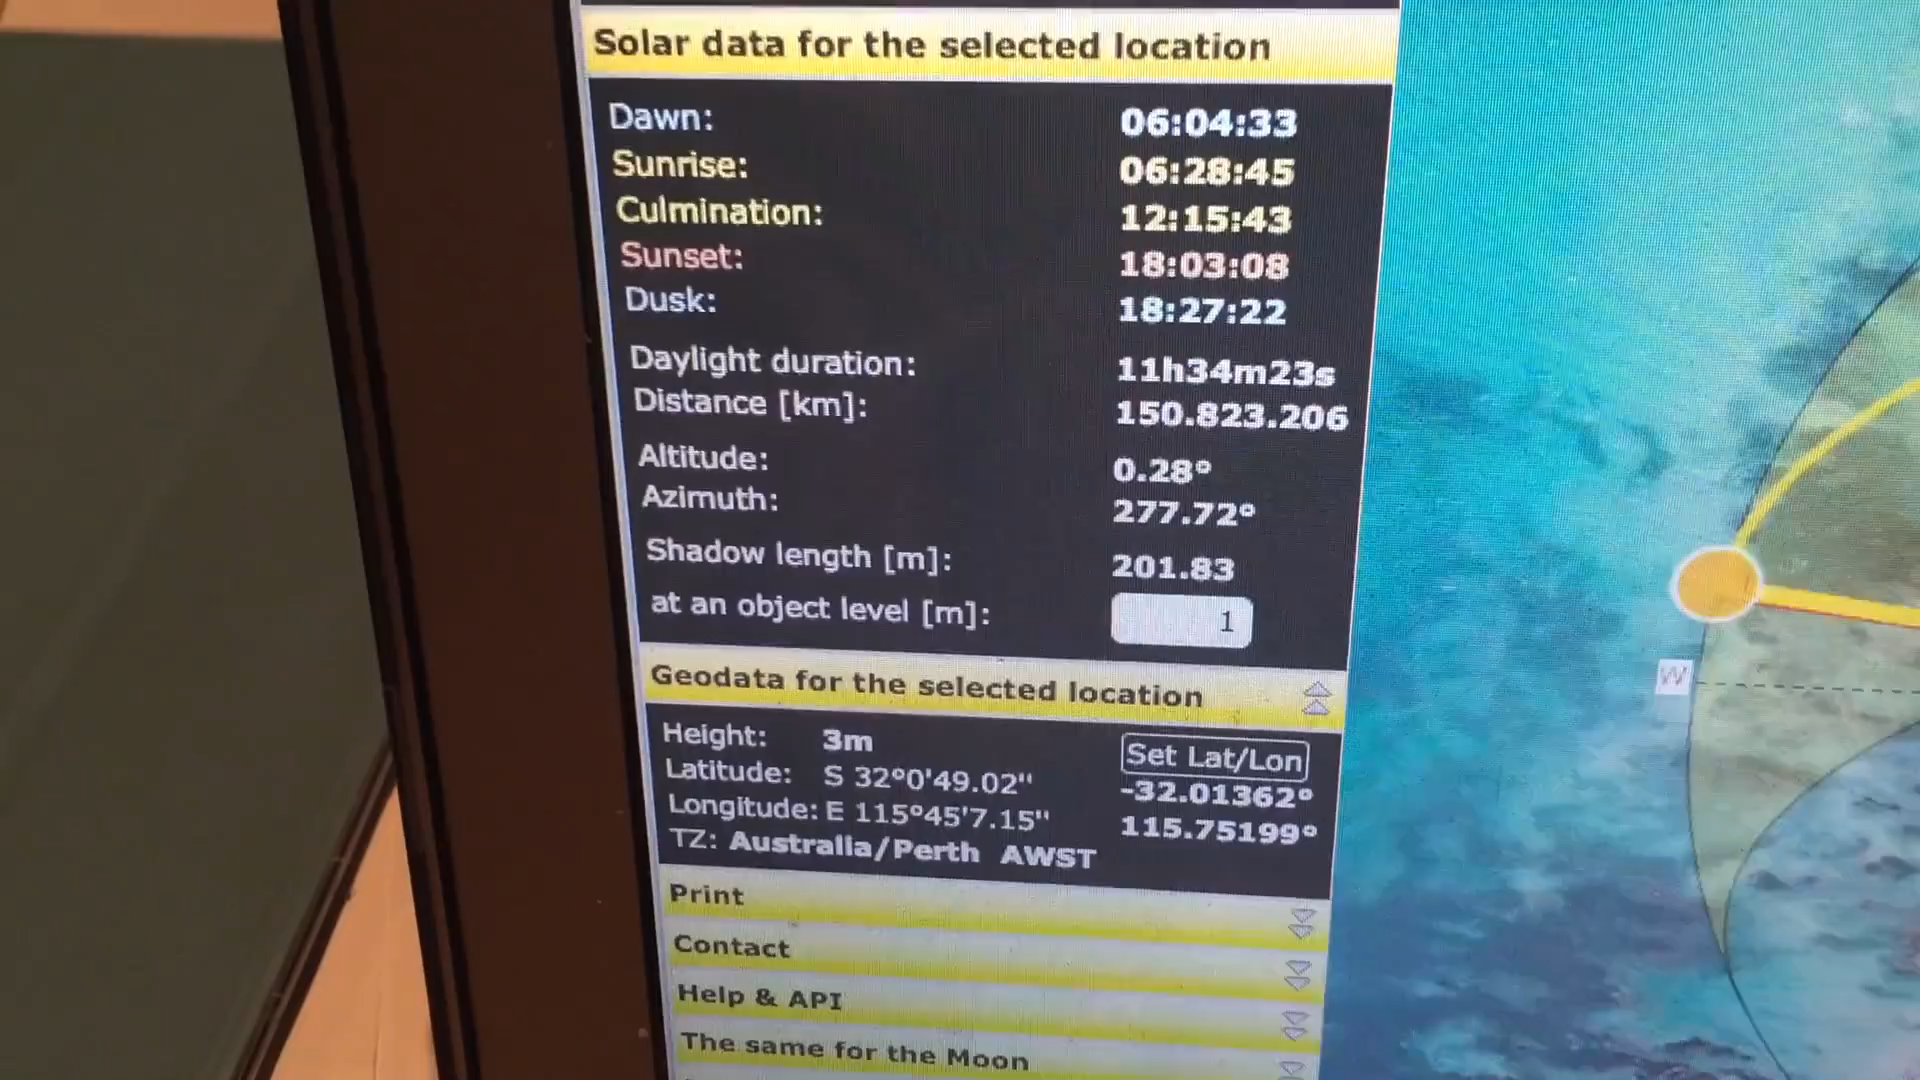 Solar data for the selected location
Dawn: 06:04:33
Sunrise: 06:28:45
Culmination: 12:15:43
Sunset: 18:03:08
Dusk: 18:27:22
Daylight duration: 11h34m23s
Distance [km]: 150.823.206
Altitude: 0.28°
Azimuth: 277.72°
Shadow length [m]: 201.83
at an object level [m]: 1
W
Geodata for the selected location
Height: 3m Set Lat/Lon
Latitude: S 32°0'49.02'' -32.01362°
Longitude: E 115°45'7.15'' 115.75199°
TZ: Australia/Perth AWST
Print
Contact
Help & API
The same for the Moon